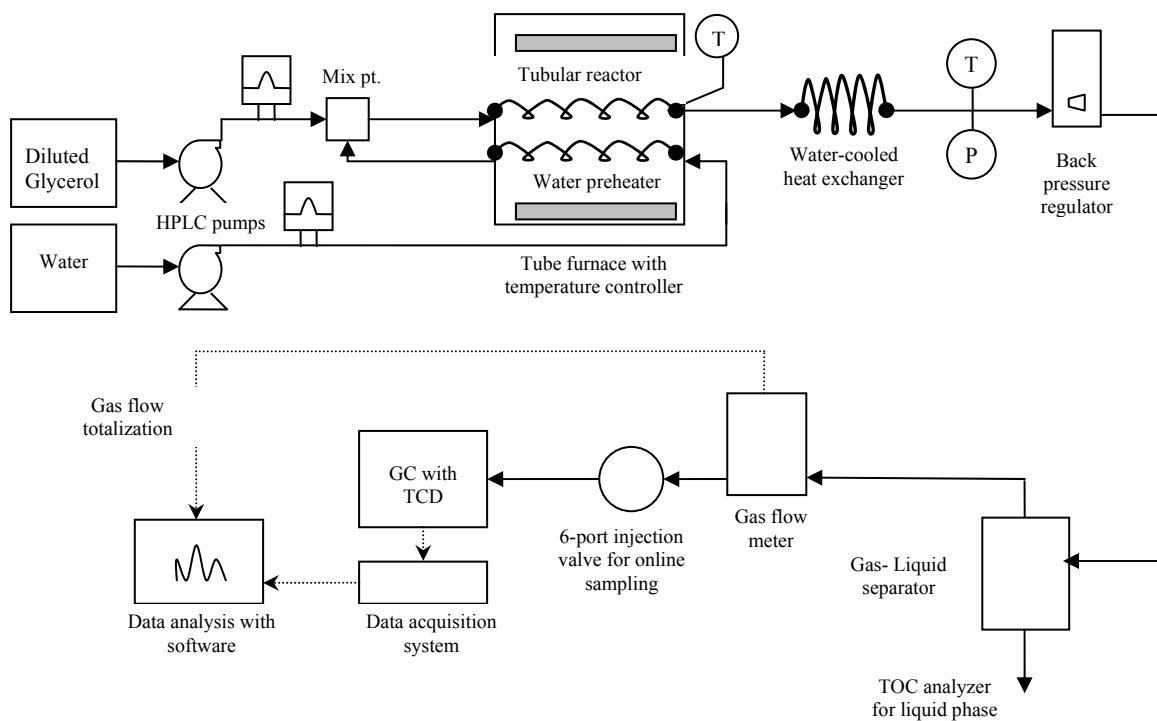 Mix pt.
Tubular reactor
T
Diluted
Glycerol
HPLC pumps
Water preheater
Water-cooled
heat exchanger
T
P
Back
pressure
regulator
Water
Tube furnace with
temperature controller
Gas flow
totalization
GC with
TCD
6-port injection
valve for online
sampling
Gas flow
meter
Gas- Liquid
separator
Data analysis with
software
Data acquisition
system
TOC analyzer
for liquid phase